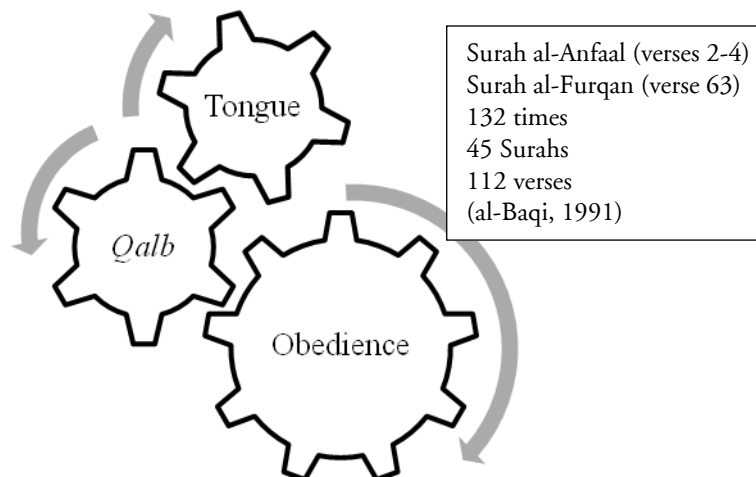 Tongue
Qalb
Obedience
Surah al-Anfaal (verses 2-4)
Surah al-Furqan (verse 63)
132 times
45 Surahs
112 verses
(al-Baqi, 1991)